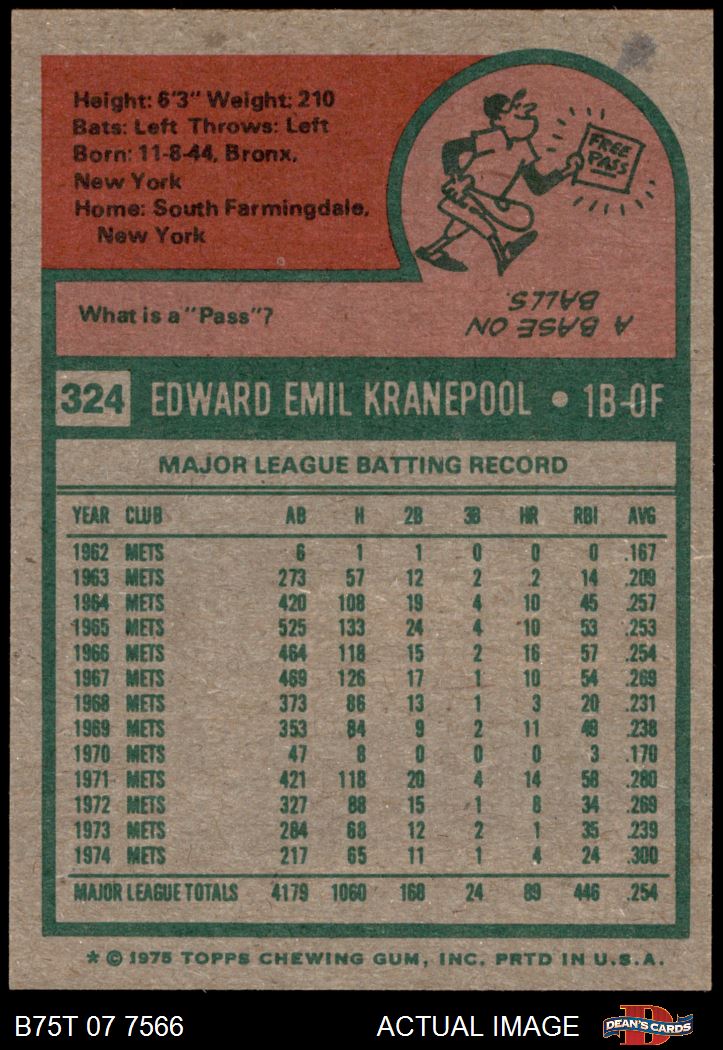 Height: 6'3" Weight: 210
Bats: Left Throws: Left
Born: 11-8-44, Bronx,
New York
Home: South Farmingdale,
New York
FREE
PASS
What is a "Pass"?
A BASE ON
BALLS.
324 EDWARD EMIL KRANEPOOL • 1B-OF
MAJOR LEAGUE BATTING RECORD
YEAR CLUB AB H 2B 3B HR RBI AVG
1962 METS 6 1 1 0 0 0 .167
1963 METS 273 57 12 2 2 14 .209
1964 METS 420 108 19 4 10 45 .257
1965 METS 525 133 24 4 10 53 .253
1966 METS 464 118 15 2 16 57 .254
1967 METS 469 126 17 1 10 54 .269
1968 METS 373 86 13 1 3 20 .231
1969 METS 353 84 9 2 11 49 .238
1970 METS 47 8 0 0 0 3 .170
1971 METS 421 118 20 4 14 58 .280
1972 METS 327 88 15 1 8 34 .269
1973 METS 284 68 12 2 1 35 .239
1974 METS 217 65 11 1 4 24 .300
MAJOR LEAGUE TOTALS 4179 1060 168 24 89 446 .254
* © 1975 TOPPS CHEWING GUM, INC. PRTD IN U.S.A.
B75T 07 7566 ACTUAL IMAGE D DEAN'S CARDS